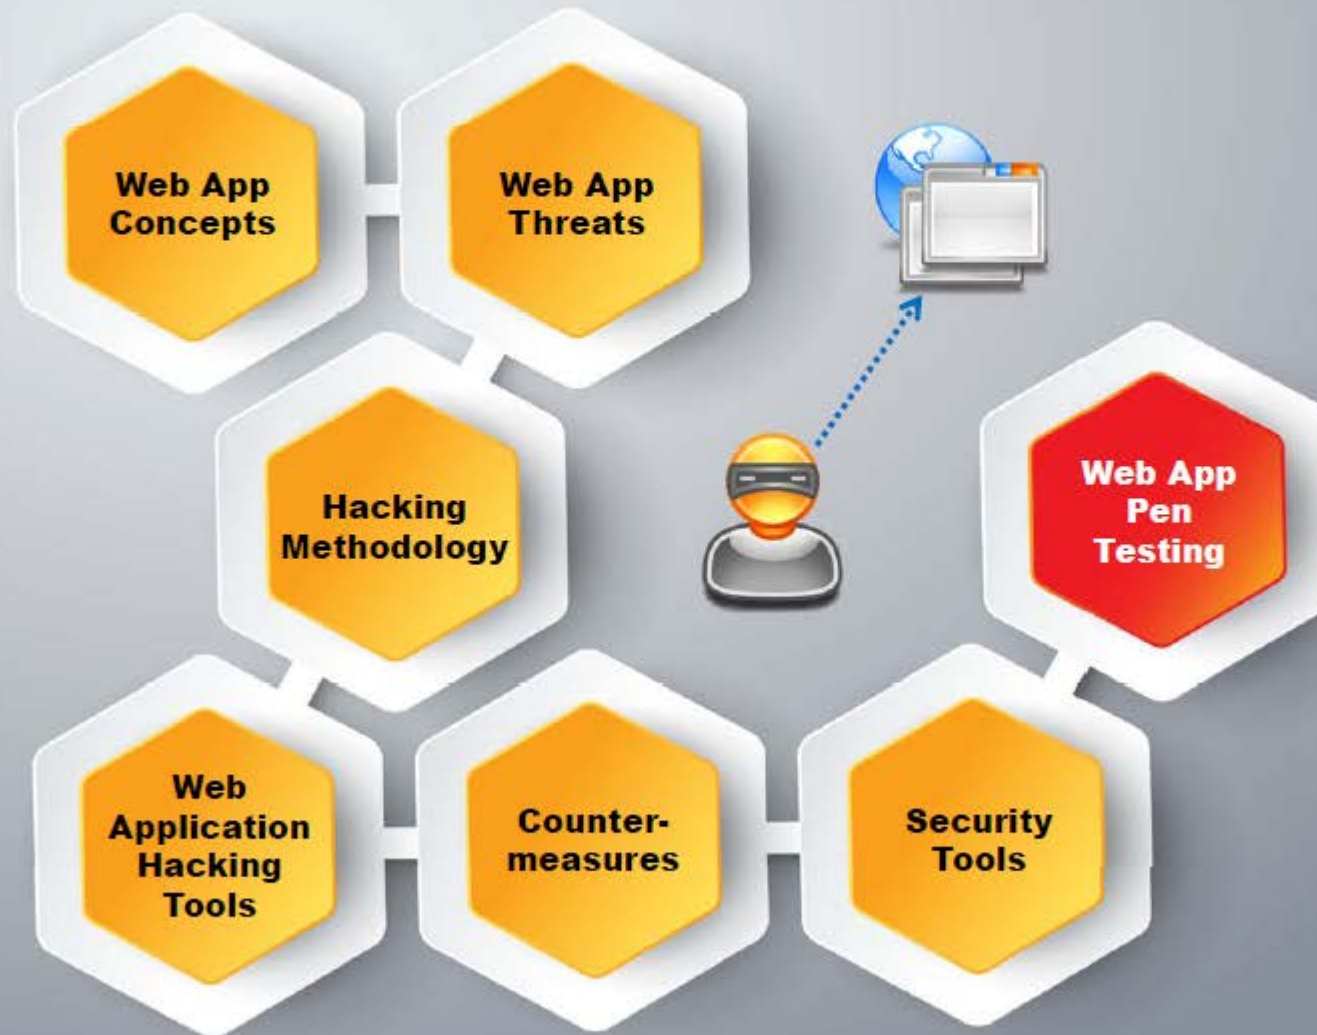 Web App
Concepts
Web App
Threats
Hacking
Methodology
Web App
Pen
Testing
Web
Application
Hacking
Tools
Counter-
measures
Security
Tools